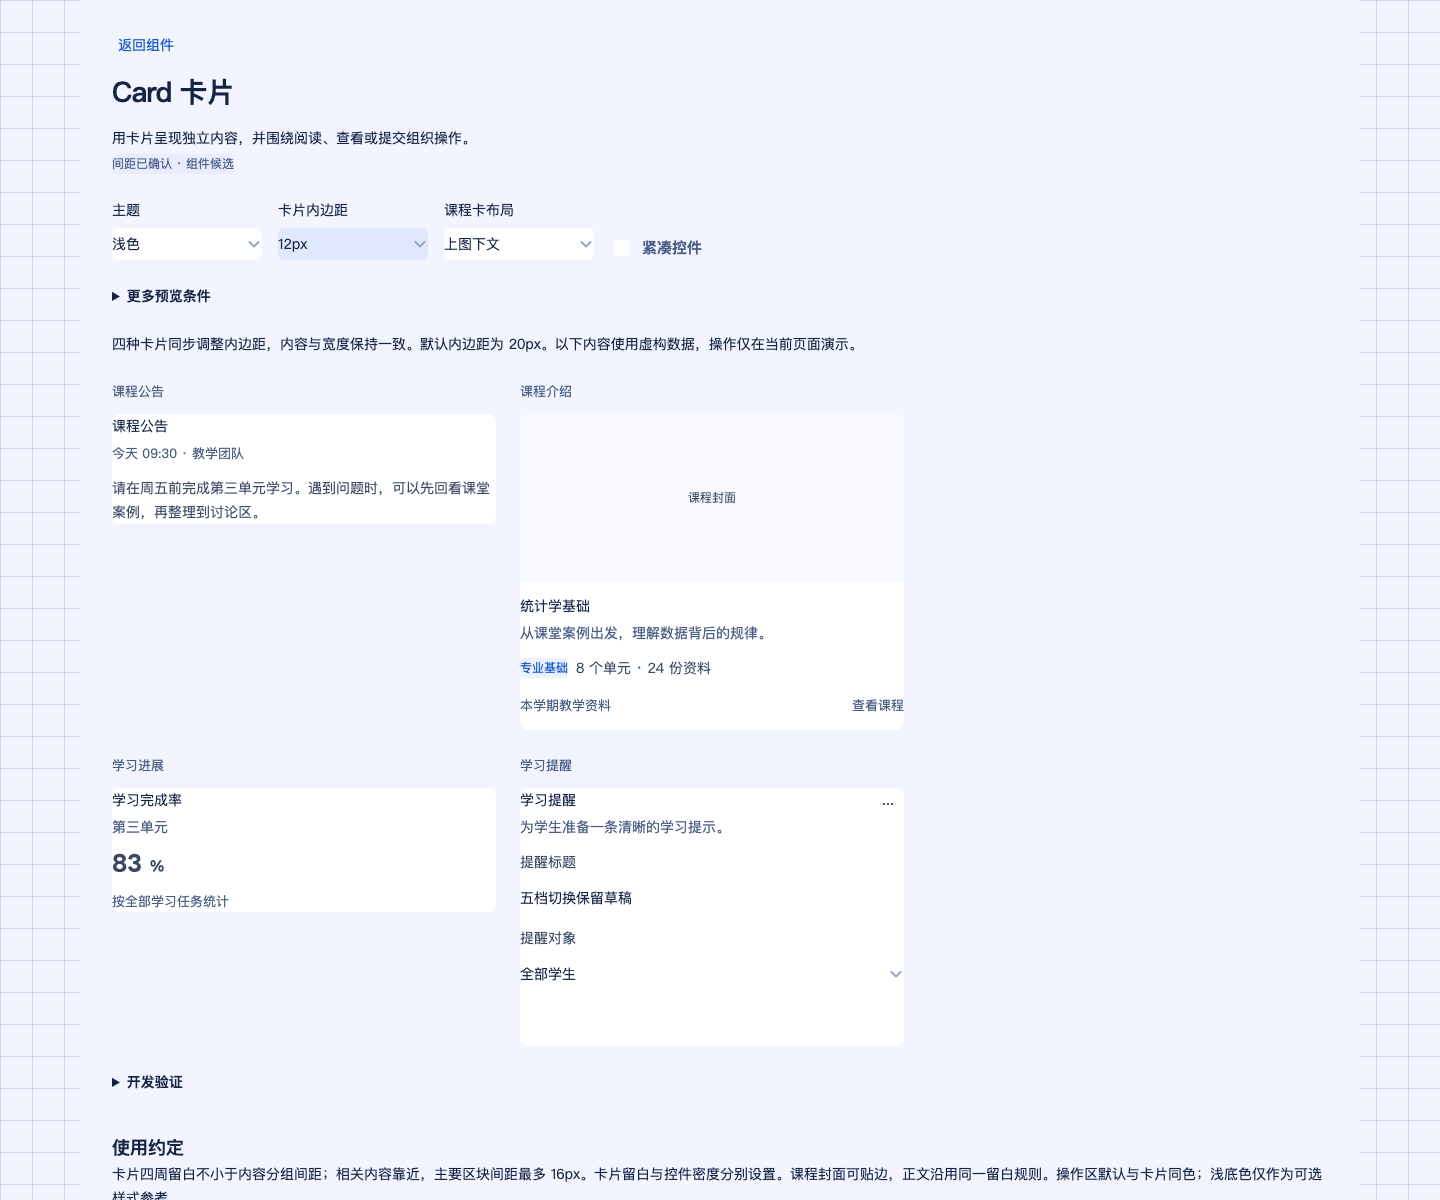 返回组件
Card 卡片
用卡片呈现独立内容，并围绕阅读、查看或提交组织操作。
间距已确认 · 组件候选
主题
卡片内边距
课程卡布局
浅色
12px
上图下文
紧凑控件
更多预览条件
四种卡片同步调整内边距，内容与宽度保持一致。默认内边距为 20px。以下内容使用虚构数据，操作仅在当前页面演示。
课程公告
课程公告
今天 09:30 · 教学团队
请在周五前完成第三单元学习。遇到问题时，可以先回看课堂
案例，再整理到讨论区。
课程介绍
课程封面
统计学基础
从课堂案例出发，理解数据背后的规律。
专业基础 8 个单元 · 24 份资料
本学期教学资料
查看课程
学习进展
学习完成率
第三单元
83 %
按全部学习任务统计
学习提醒
学习提醒 ...
为学生准备一条清晰的学习提示。
提醒标题
五档切换保留草稿
提醒对象
全部学生
开发验证
使用约定
卡片四周留白不小于内容分组间距；相关内容靠近，主要区块间距最多 16px。卡片留白与控件密度分别设置。课程封面可贴边，正文沿用同一留白规则。操作区默认与卡片同色；浅底色仅作为可选
样式参考